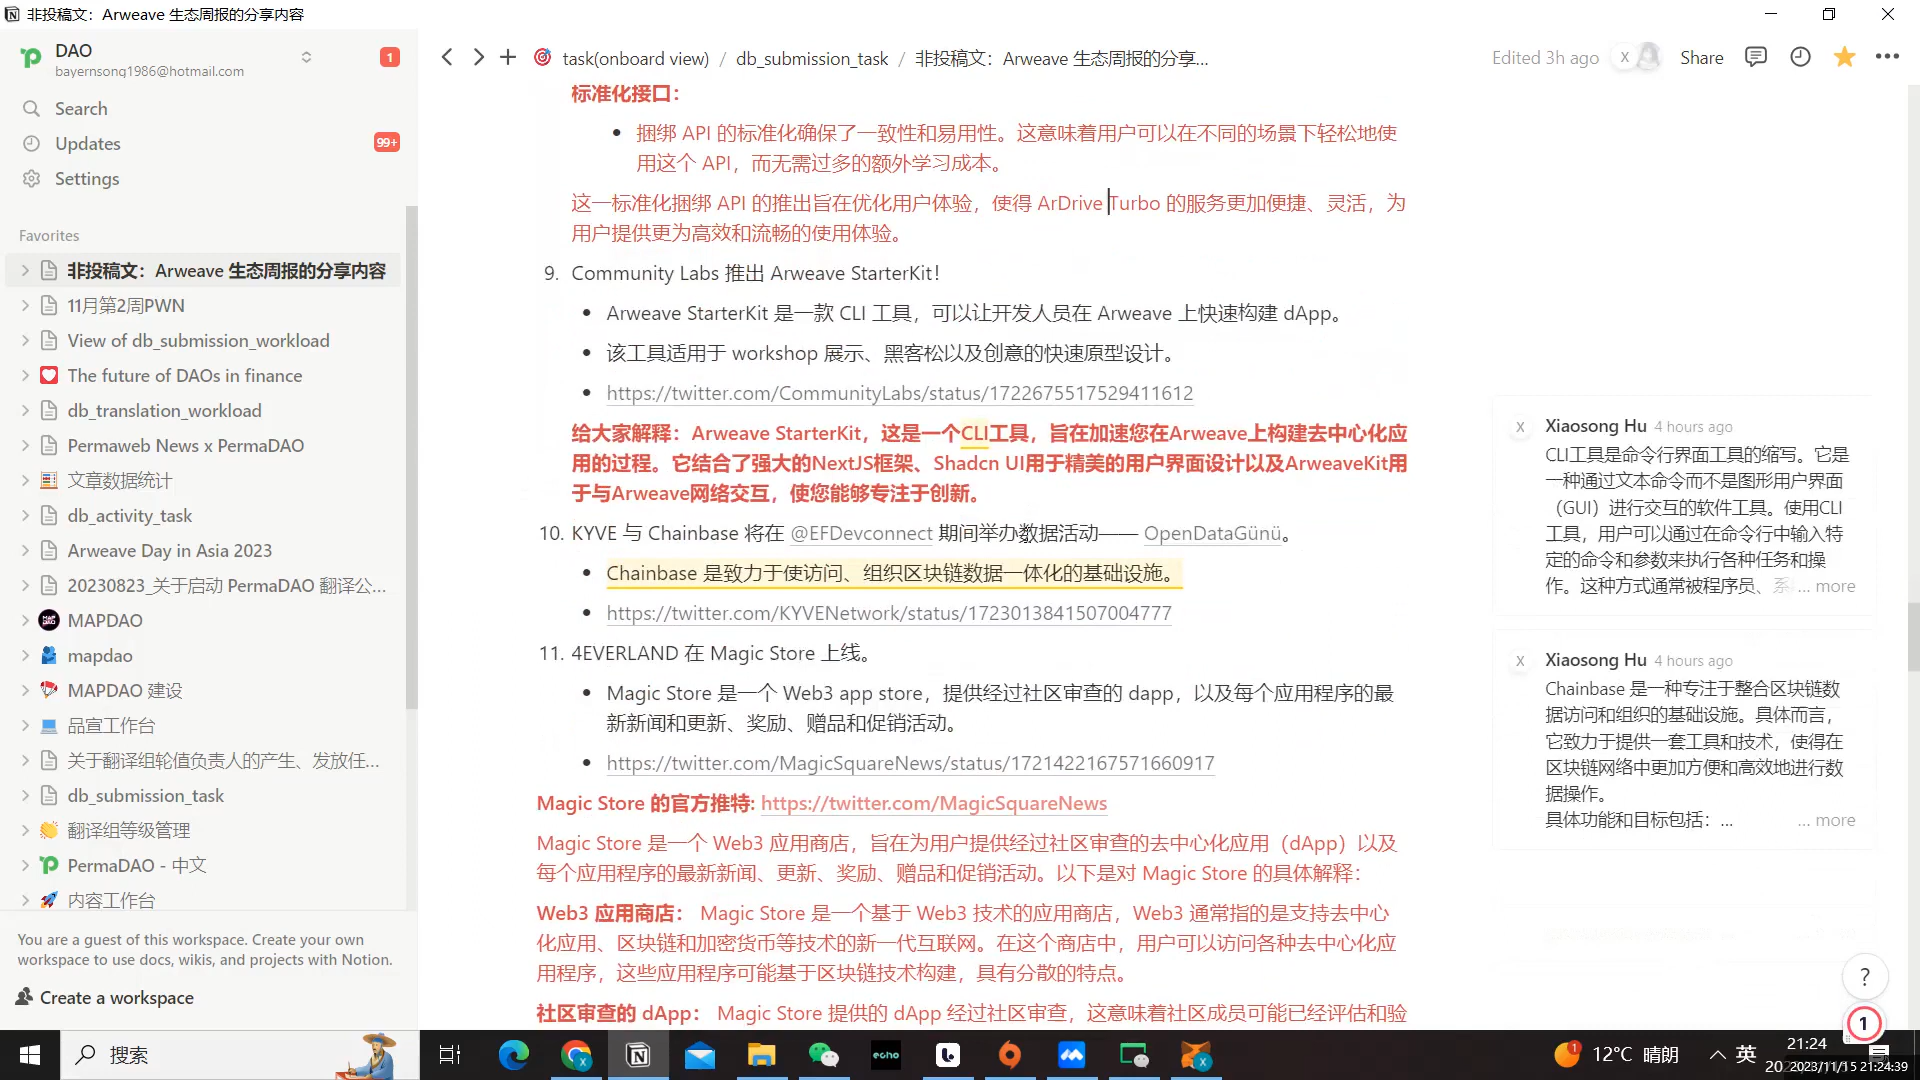 非投稿文：Arweave 生态周报的分享内容
DAO
bayernsong1986@hotmail.com
1
Search
Updates
99+
Settings
Favorites
非投稿文：Arweave 生态周报的分享内容
11月第2周PWN
View of db_submission_workload
The future of DAOs in finance
db_translation_workload
Permaweb News x PermaDAO
文章数据统计
db_activity_task
Arweave Day in Asia 2023
20230823_关于启动 PermaDAO 翻译公...
MAPDAO
mapdao
MAPDAO 建设
品宣工作台
关于翻译组轮值负责人的产生、发放任...
db_submission_task
翻译组等级管理
PermaDAO - 中文
内容工作台
You are a guest of this workspace. Create your own
workspace to use docs, wikis, and projects with Notion.
Create a workspace
task(onboard view) / db_submission_task / 非投稿文：Arweave 生态周报的分享...
Edited 3h ago
X
Share
标准化接口：
捆绑 API 的标准化确保了一致性和易用性。这意味着用户可以在不同的场景下轻松地使
用这个 API，而无需过多的额外学习成本。
这一标准化捆绑 API 的推出旨在优化用户体验，使得 ArDrive Turbo 的服务更加便捷、灵活，为
用户提供更为高效和流畅的使用体验。
9. Community Labs 推出 Arweave StarterKit！
Arweave StarterKit 是一款 CLI 工具，可以让开发人员在 Arweave 上快速构建 dApp。
该工具适用于 workshop 展示、黑客松以及创意的快速原型设计。
https://twitter.com/CommunityLabs/status/1722675517529411612
给大家解释：Arweave StarterKit，这是一个CLI工具，旨在加速您在Arweave上构建去中心化应
用的过程。它结合了强大的NextJS框架、Shadcn UI用于精美的用户界面设计以及ArweaveKit用
于与Arweave网络交互，使您能够专注于创新。
10. KYVE 与 Chainbase 将在 @EFDevconnect 期间举办数据活动—— OpenDataGünü。
Chainbase 是致力于使访问、组织区块链数据一体化的基础设施。
https://twitter.com/KYVENetwork/status/1723013841507004777
11. 4EVERLAND 在 Magic Store 上线。
Magic Store 是一个 Web3 app store，提供经过社区审查的 dapp，以及每个应用程序的最
新新闻和更新、奖励、赠品和促销活动。
https://twitter.com/MagicSquareNews/status/1721422167571660917
Magic Store 的官方推特: https://twitter.com/MagicSquareNews
Magic Store 是一个 Web3 应用商店，旨在为用户提供经过社区审查的去中心化应用（dApp）以及
每个应用程序的最新新闻、更新、奖励、赠品和促销活动。以下是对 Magic Store 的具体解释：
Web3 应用商店： Magic Store 是一个基于 Web3 技术的应用商店，Web3 通常指的是支持去中心
化应用、区块链和加密货币等技术的新一代互联网。在这个商店中，用户可以访问各种去中心化应
用程序，这些应用程序可能基于区块链技术构建，具有分散的特点。
社区审查的 dApp： Magic Store 提供的 dApp 经过社区审查，这意味着社区成员可能已经评估和验
X
Xiaosong Hu 4 hours ago
CLI工具是命令行界面工具的缩写。它是
一种通过文本命令而不是图形用户界面
（GUI）进行交互的软件工具。使用CLI
工具，用户可以通过在命令行中输入特
定的命令和参数来执行各种任务和操
作。这种方式通常被程序员、系 ... more
X
Xiaosong Hu 4 hours ago
Chainbase 是一种专注于整合区块链数
据访问和组织的基础设施。具体而言，
它致力于提供一套工具和技术，使得在
区块链网络中更加方便和高效地进行数
据操作。
具体功能和目标包括：... ... more
?
1
搜索
echo
1
12°C 晴朗
英
21:24
2023/11/15 21:24:39